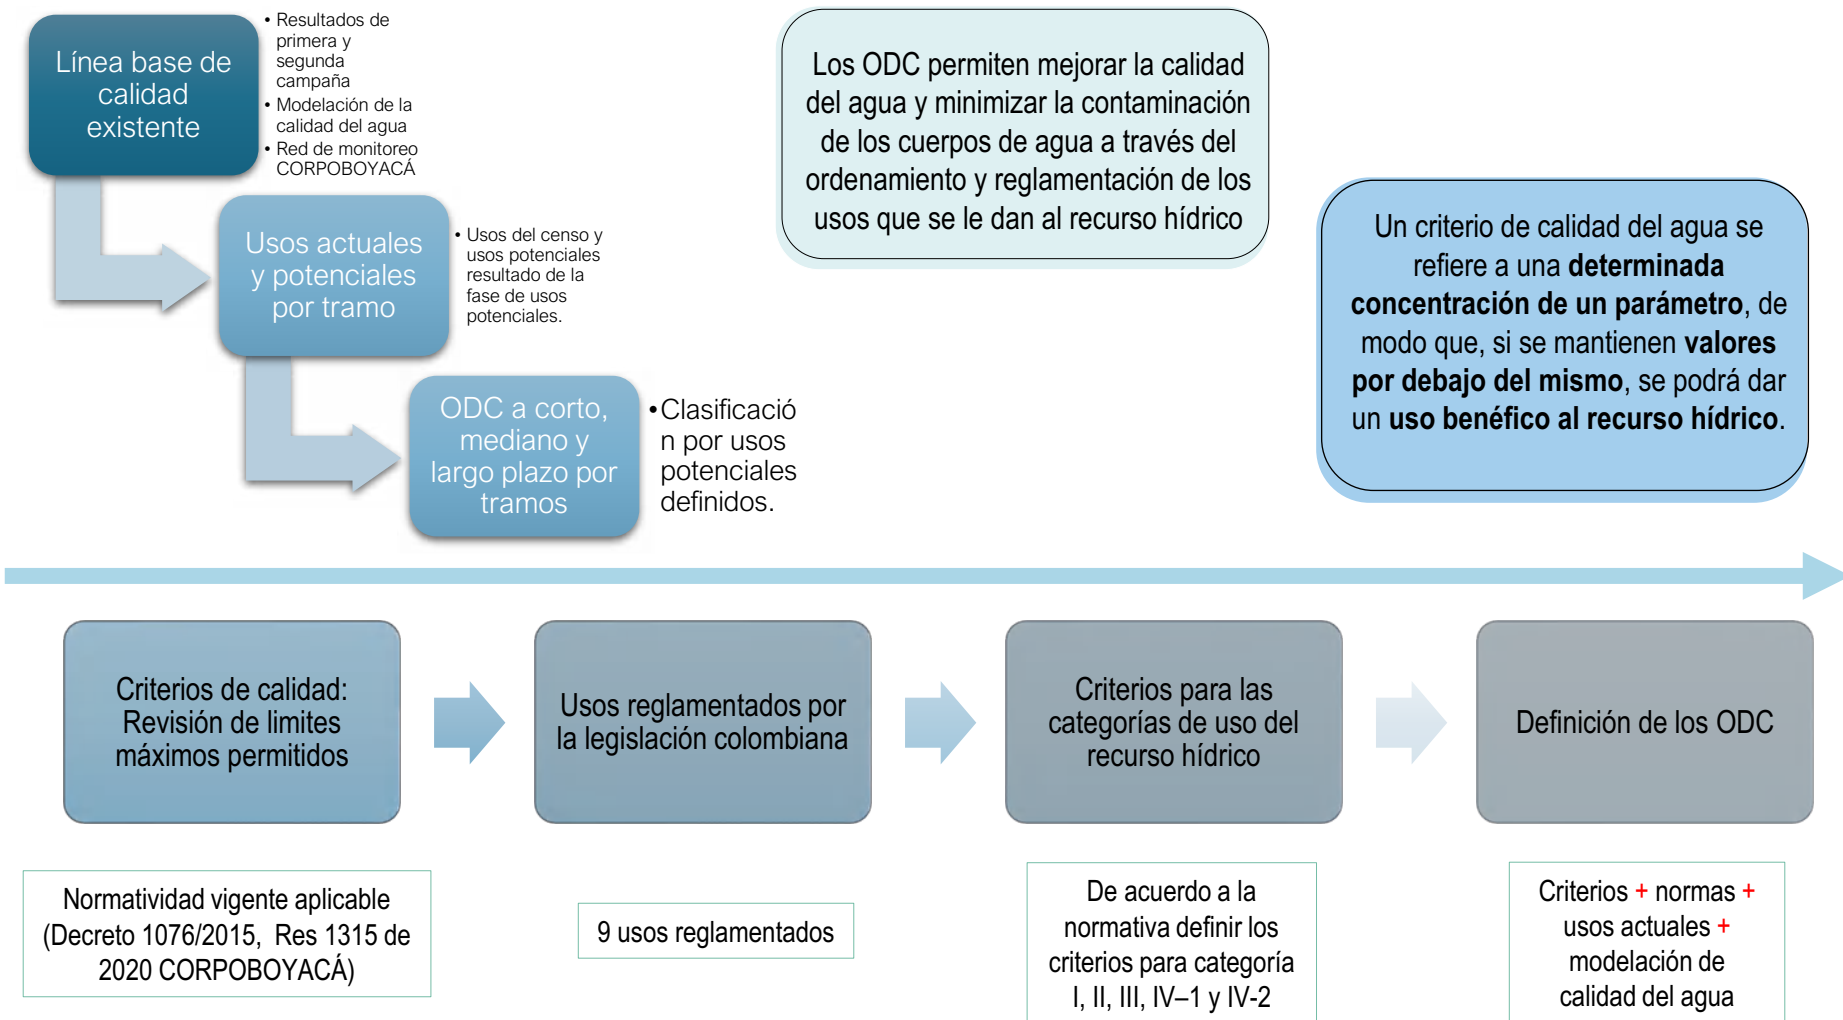 Línea base de
calidad
existente
• Resultados de
primera y
segunda
campaña
• Modelación de la
calidad del agua
• Red de monitoreo
CORPOBOYACÁ
Usos actuales
y potenciales
por tramo
• Usos del censo y
usos potenciales
resultado de la
fase de usos
potenciales.
ODC a corto,
mediano y
largo plazo por
tramos
•Clasificació
n por usos
potenciales
definidos.
Los ODC permiten mejorar la calidad
del agua y minimizar la contaminación
de los cuerpos de agua a través del
ordenamiento y reglamentación de los
usos que se le dan al recurso hídrico
Un criterio de calidad del agua se
refiere a una determinada
concentración de un parámetro, de
modo que, si se mantienen valores
por debajo del mismo, se podrá dar
un uso benéfico al recurso hídrico.
Criterios de calidad:
Revisión de limites
máximos permitidos
Usos reglamentados por
la legislación colombiana
Criterios para las
categorías de uso del
recurso hídrico
Definición de los ODC
Normatividad vigente aplicable
(Decreto 1076/2015, Res 1315 de
2020 CORPOBOYACÁ)
9 usos reglamentados
De acuerdo a la
normativa definir los
criterios para categoría
I, II, III, IV–1 y IV-2
Criterios + normas +
usos actuales +
modelación de
calidad del agua